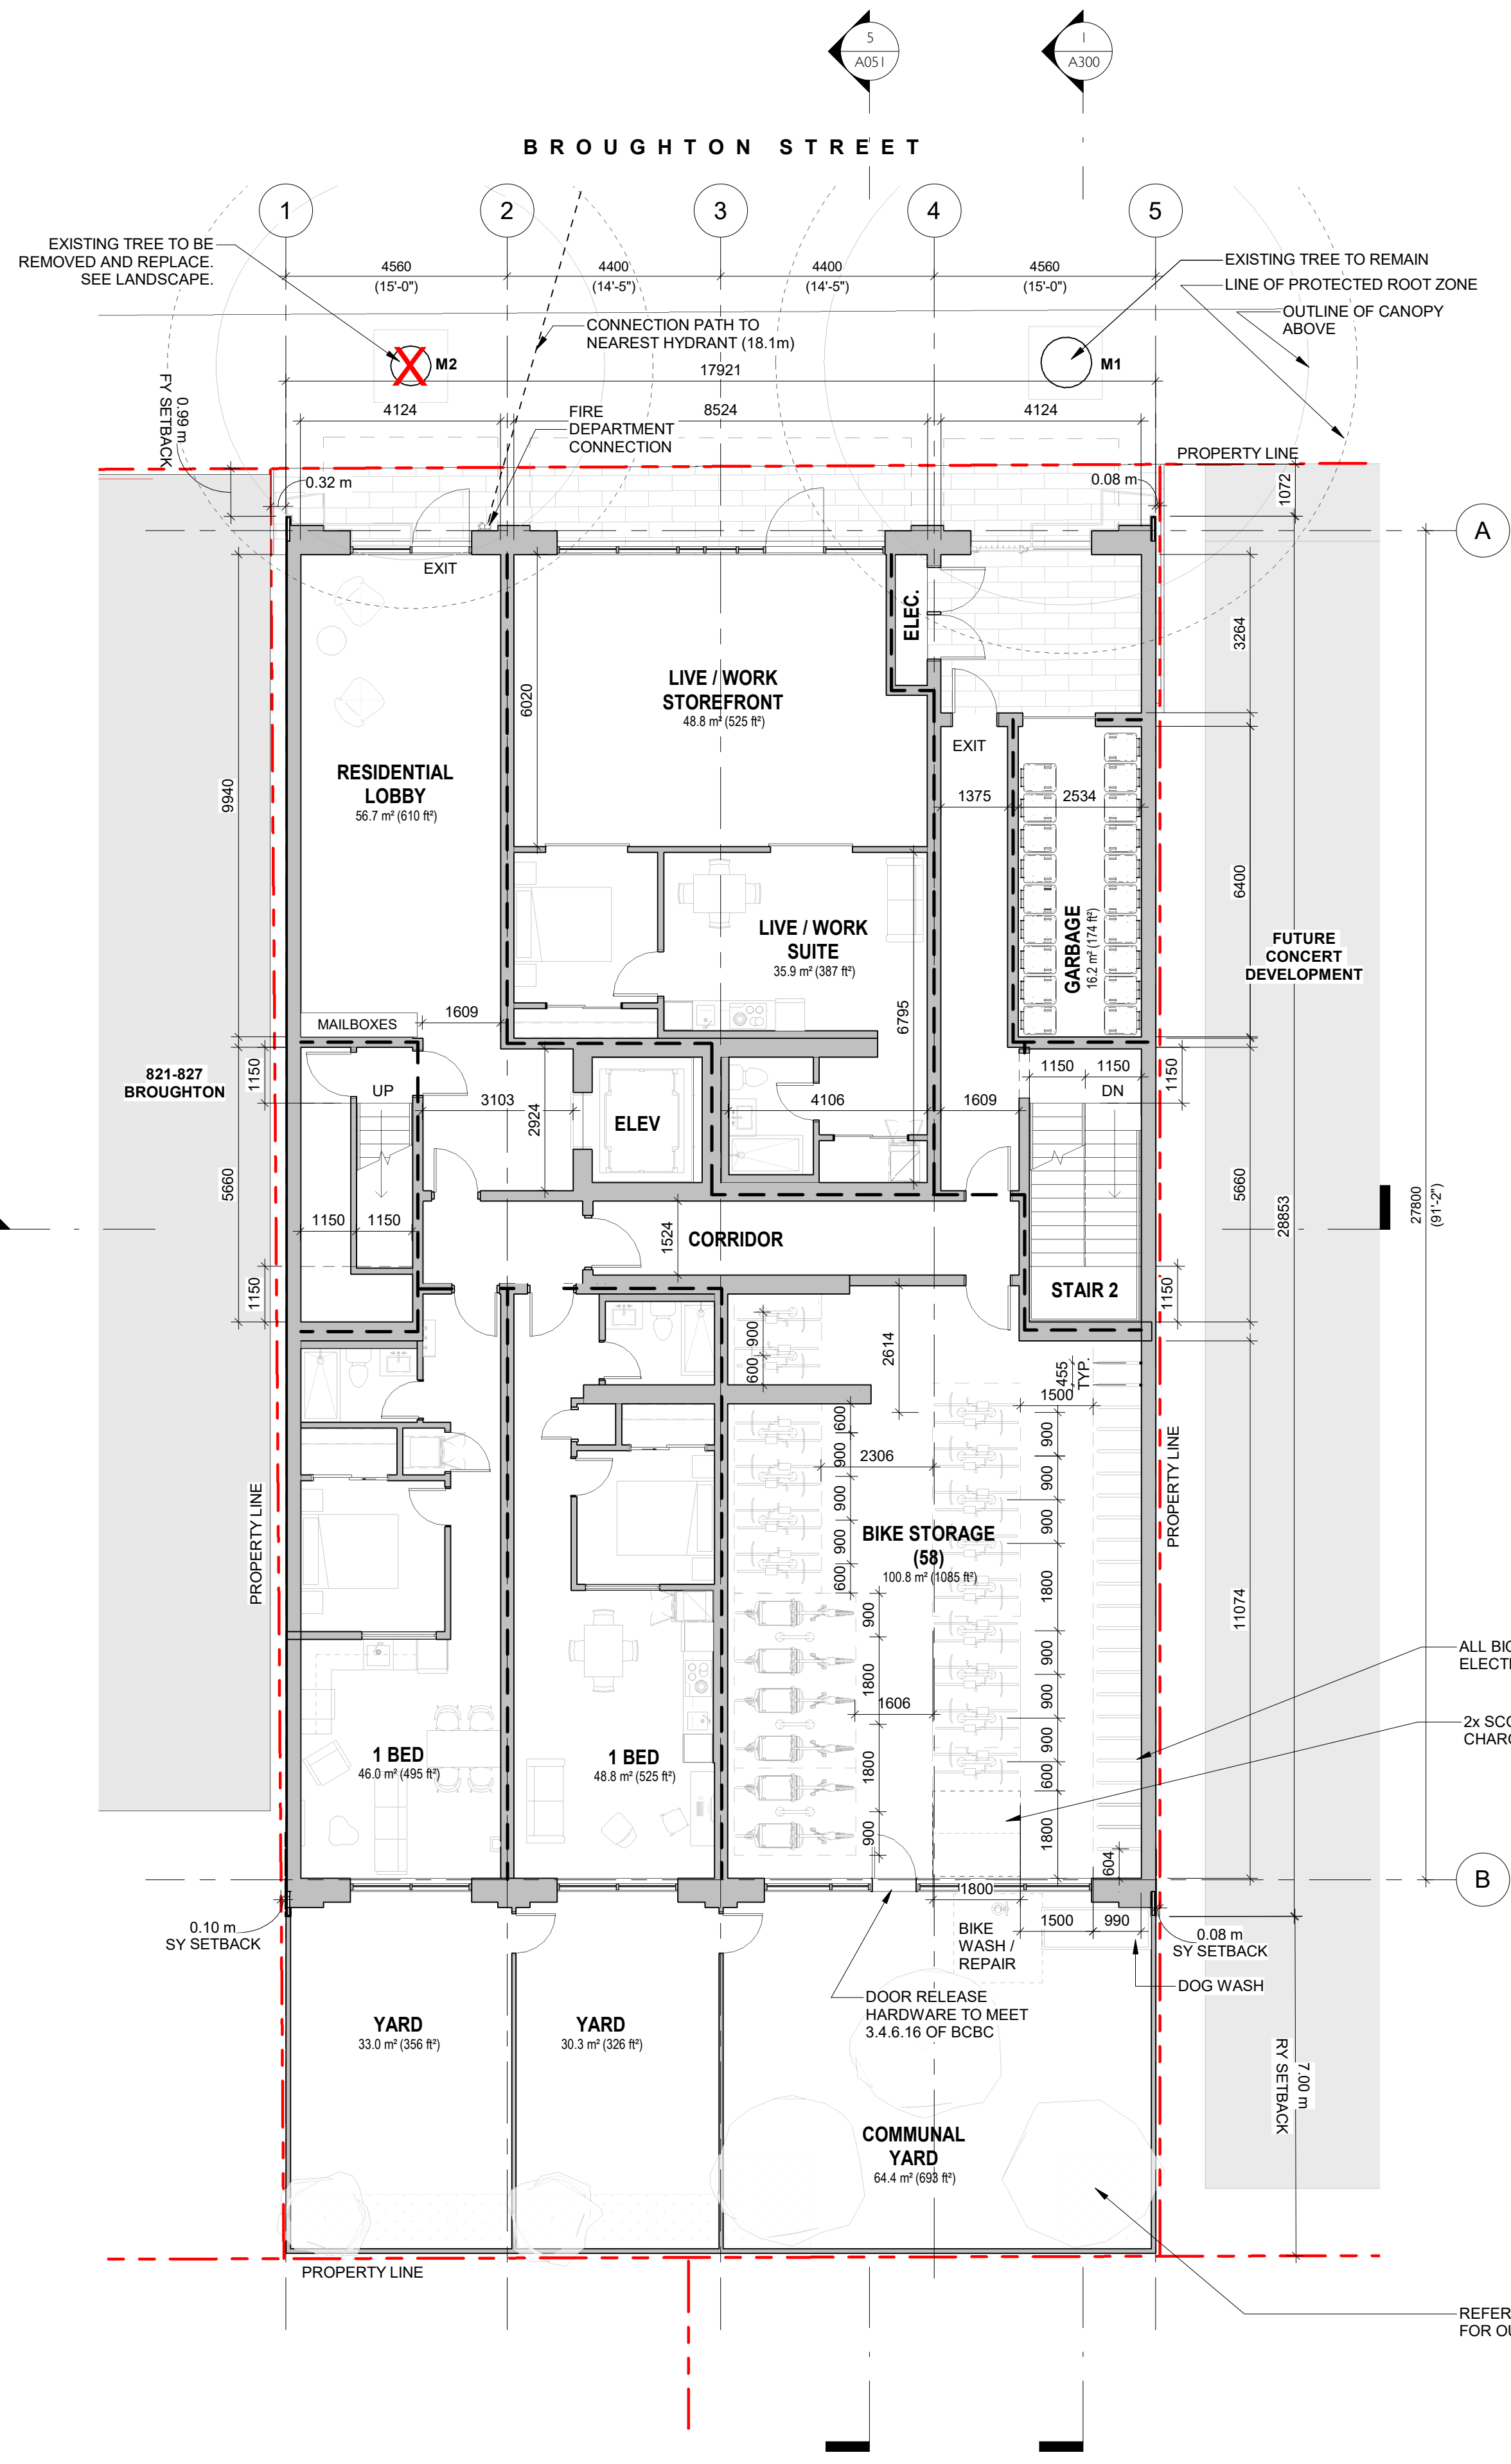 5
A051
1
A300
BROUGHTON STREET
1
2
3
4
5
EXISTING TREE TO BE
REMOVED AND REPLACE.
SEE LANDSCAPE.
4560
(15'-0")
4400
(14'-5")
4400
(14'-5")
4560
(15'-0")
EXISTING TREE TO REMAIN
LINE OF PROTECTED ROOT ZONE
OUTLINE OF CANOPY
ABOVE
CONNECTION PATH TO
NEAREST HYDRANT (18.1m)
X
M2
M1
17921
0.99 m
FY SETBACK
4124
8524
4124
FIRE
DEPARTMENT
CONNECTION
PROPERTY LINE
0.32 m
0.08 m
1072
A
EXIT
ELEC.
3264
6020
LIVE / WORK
STOREFRONT
48.8 m² (525 ft²)
EXIT
RESIDENTIAL
LOBBY
56.7 m² (610 ft²)
9940
1375
2534
6400
GARBAGE
16.2 m² (174 ft²)
LIVE / WORK
SUITE
35.9 m² (387 ft²)
FUTURE
CONCERT
DEVELOPMENT
MAILBOXES
1609
6795
821-827
BROUGHTON
1150
UP
3103
2924
ELEV
4106
1609
1150
1150
DN
1150
5660
1150
1150
1150
1524
CORRIDOR
5660
28853
27800
(91'-2")
STAIR 2
1150
900
600
2614
455
TYP.
1500
600
900
900
900
600
2306
900
900
900
1800
900
900
900
600
1800
BIKE STORAGE
(58)
100.8 m² (1085 ft²)
PROPERTY LINE
PROPERTY LINE
11074
900
1800
1800
900
1606
1 BED
46.0 m² (495 ft²)
1 BED
48.8 m² (525 ft²)
604
B
1800
1500
990
0.10 m
SY SETBACK
BIKE
WASH /
REPAIR
0.08 m
SY SETBACK
DOG WASH
DOOR RELEASE
HARDWARE TO MEET
3.4.6.16 OF BCBC
YARD
33.0 m² (356 ft²)
YARD
30.3 m² (326 ft²)
7.00 m
RY SETBACK
COMMUNAL
YARD
64.4 m² (693 ft²)
PROPERTY LINE
ALL
2x
REFER
FOR